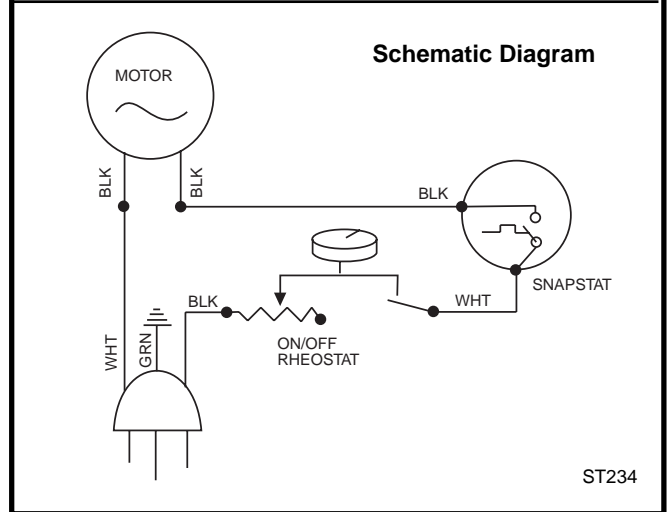 Schematic Diagram
MOTOR
BLK
BLK
BLK
SNAPSTAT
BLK
WHT
WHT
GRN
ON/OFF
RHEOSTAT
ST234